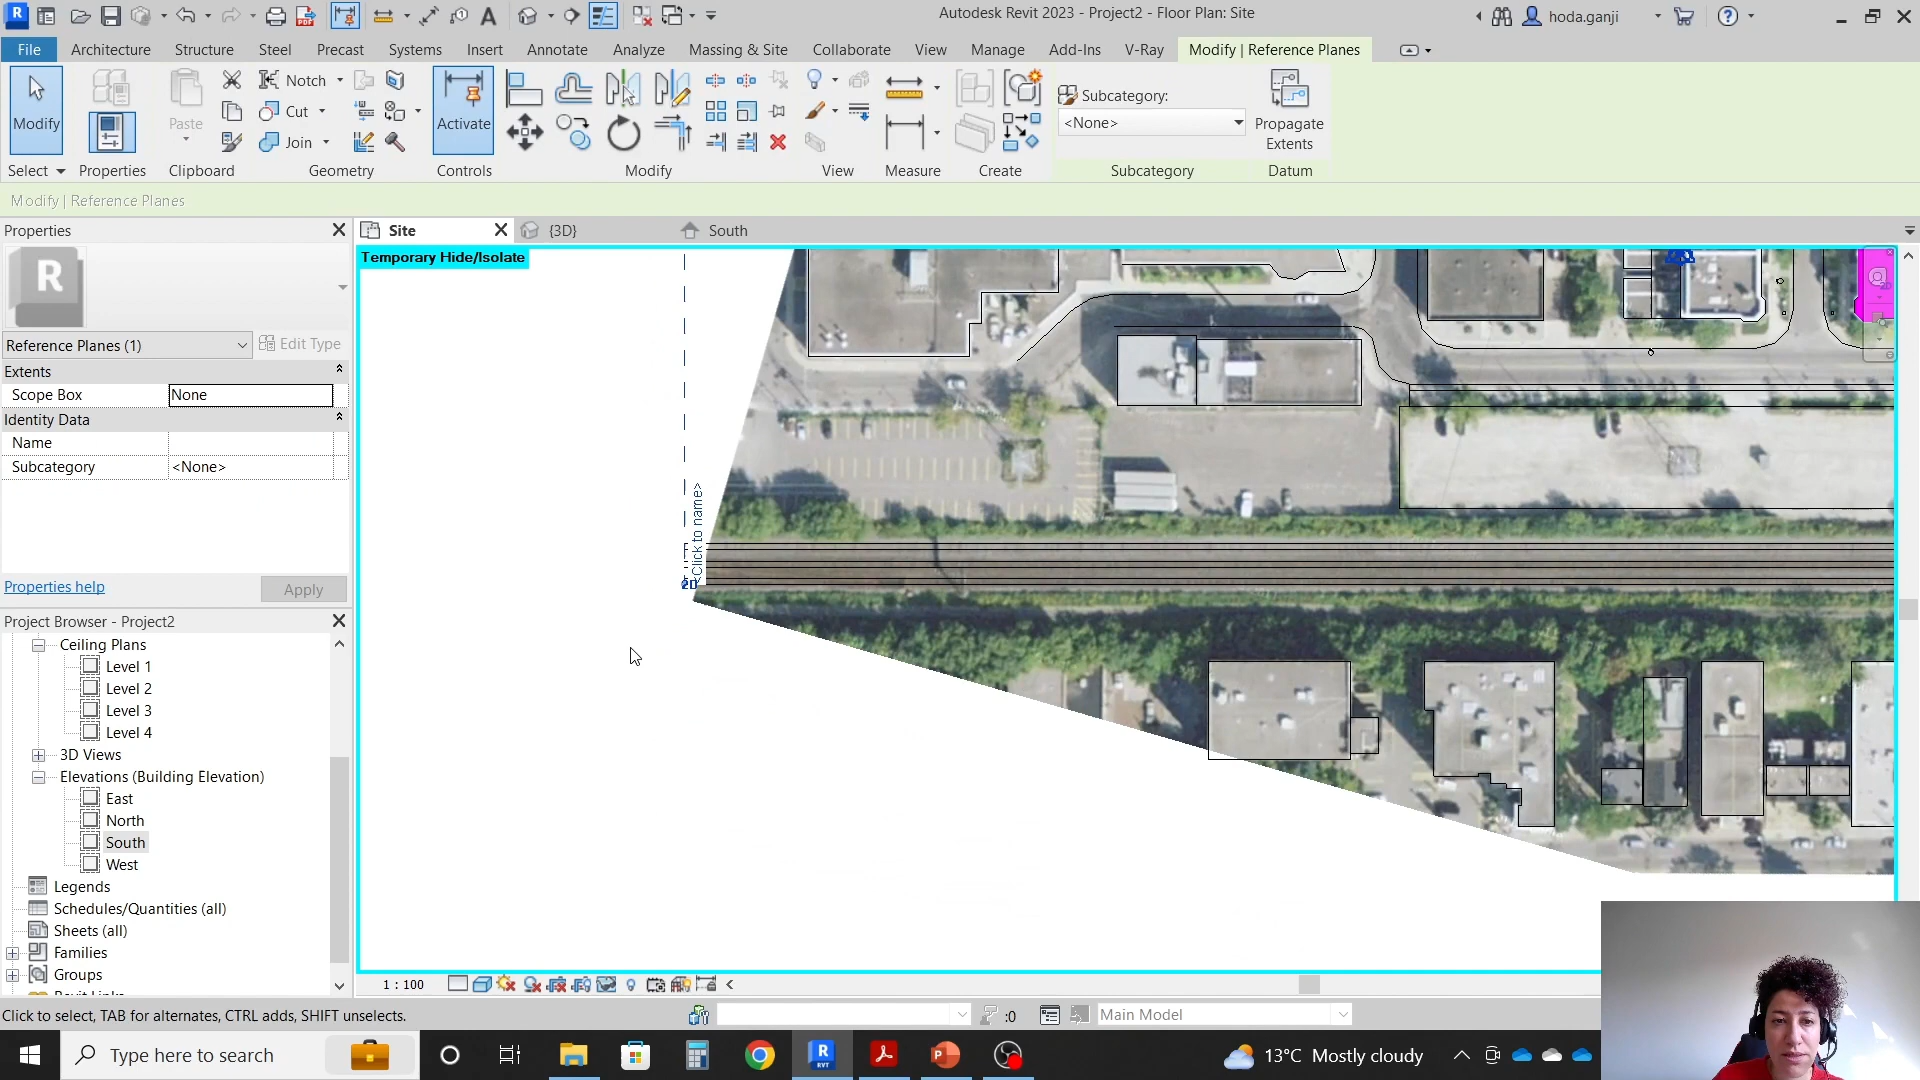 Autodesk Revit 2023 - Project2 - Floor Plan: Site
hoda.ganji
File Architecture Structure Steel Precast Systems Insert Annotate Analyze Massing & Site Collaborate View Manage Add-Ins V-Ray Modify | Reference Planes
Modify
Paste
Notch
Cut
Join
Activate
Subcategory:
<None>
Propagate
Extents
Select Properties Clipboard Geometry Controls Modify View Measure Create Subcategory Datum
Modify | Reference Planes
Properties
Site
{3D}
South
Temporary Hide/Isolate
R
Reference Planes (1)
Edit Type
Extents
Scope Box None
Identity Data
Name
Subcategory <None>
Properties help
Apply
<Click to name>
2D
Project Browser - Project2
Ceiling Plans
Level 1
Level 2
Level 3
Level 4
3D Views
Elevations (Building Elevation)
East
North
South
West
Legends
Schedules/Quantities (all)
Sheets (all)
Families
Groups
Revit Links
1 : 100
Click to select, TAB for alternates, CTRL adds, SHIFT unselects.
:0
Main Model
Type here to search
13°C Mostly cloudy